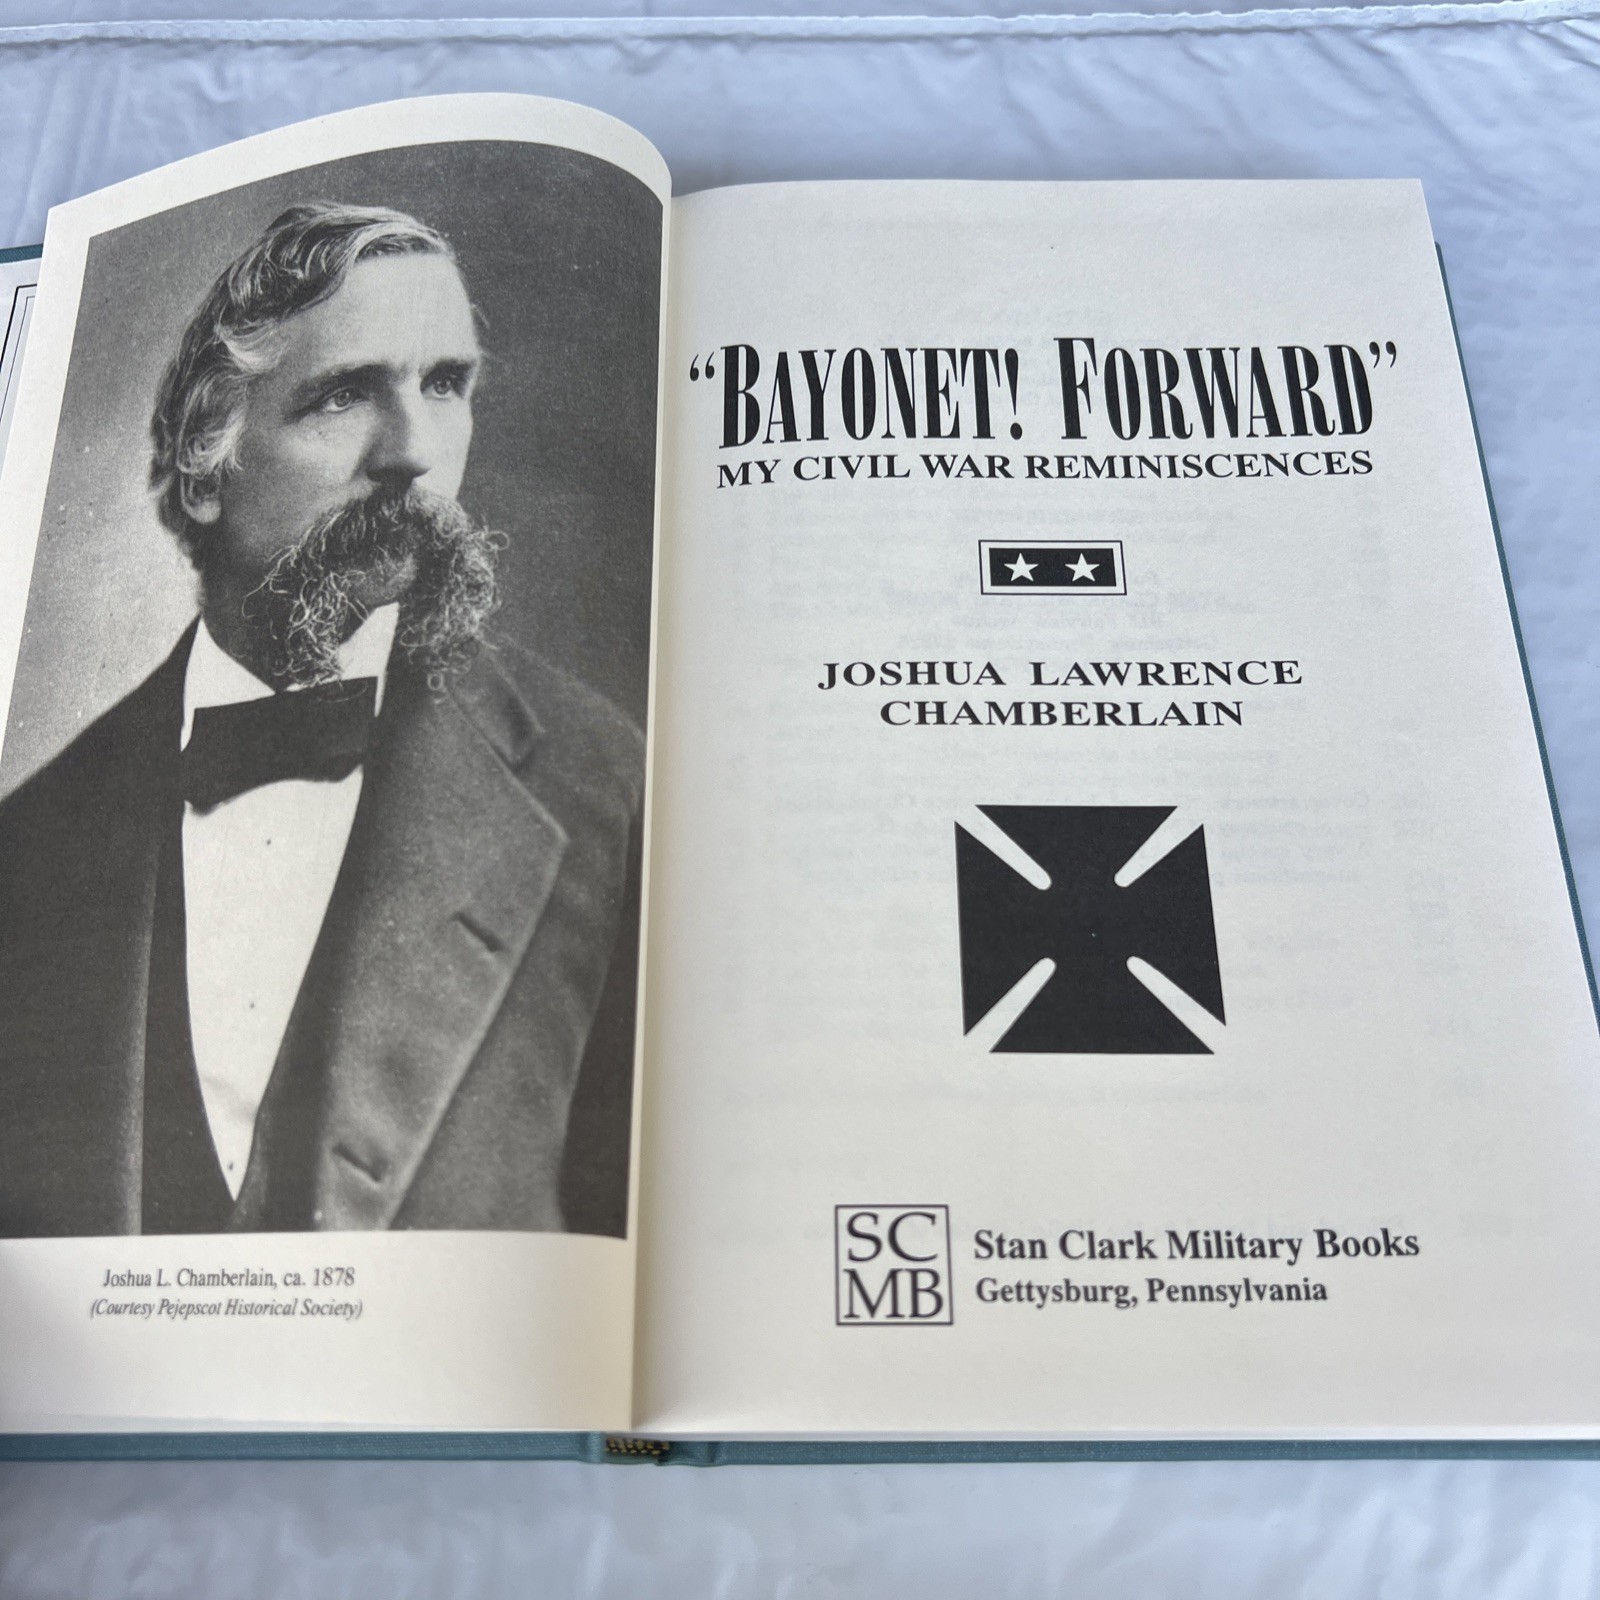 Joshua L. Chamberlain, ca. 1878
(Courtesy Pejepscot Historical Society)
“BAYONET! FORWARD”
MY CIVIL WAR REMINISCENCES
JOSHUA LAWRENCE
CHAMBERLAIN
SC
MB
Stan Clark Military Books
Gettysburg, Pennsylvania